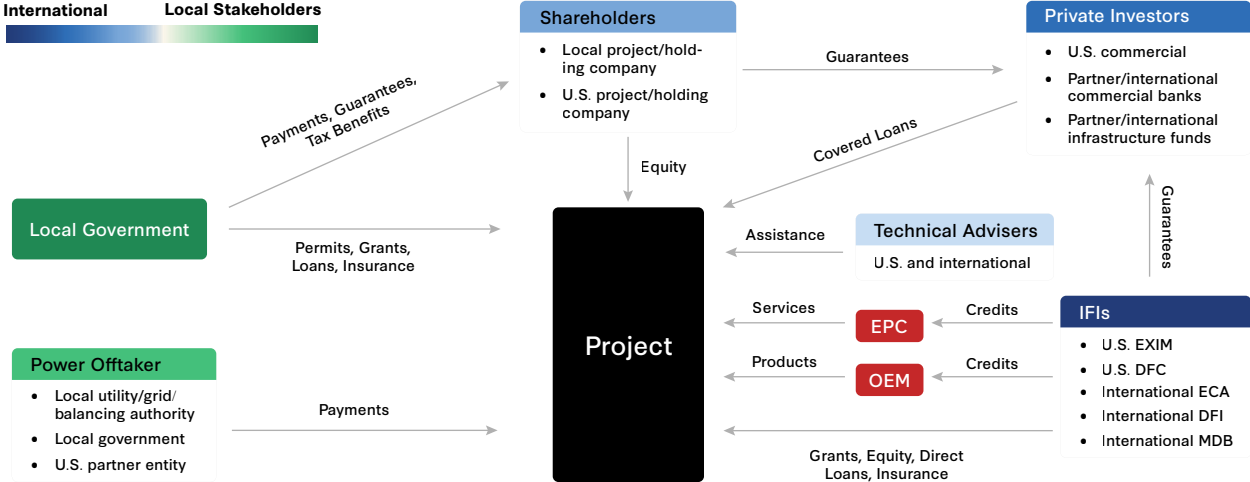 International
Local Stakeholders
Shareholders
• Local project/hold-
ing company
• U.S. project/holding
company
Guarantees
Private Investors
• U.S. commercial
• Partner/international
commercial banks
• Partner/international
infrastructure funds
Payments, Guarantees,
Tax Benefits
Covered Loans
Equity
Guarantees
Local Government
Permits, Grants,
Loans, Insurance
Assistance
Technical Advisers
U.S. and international
Project
Services
EPC
Credits
Products
OEM
Credits
IFIs
• U.S. EXIM
• U.S. DFC
• International ECA
• International DFI
• International MDB
Power Offtaker
• Local utility/grid/
balancing authority
• Local government
• U.S. partner entity
Payments
Grants, Equity, Direct
Loans, Insurance